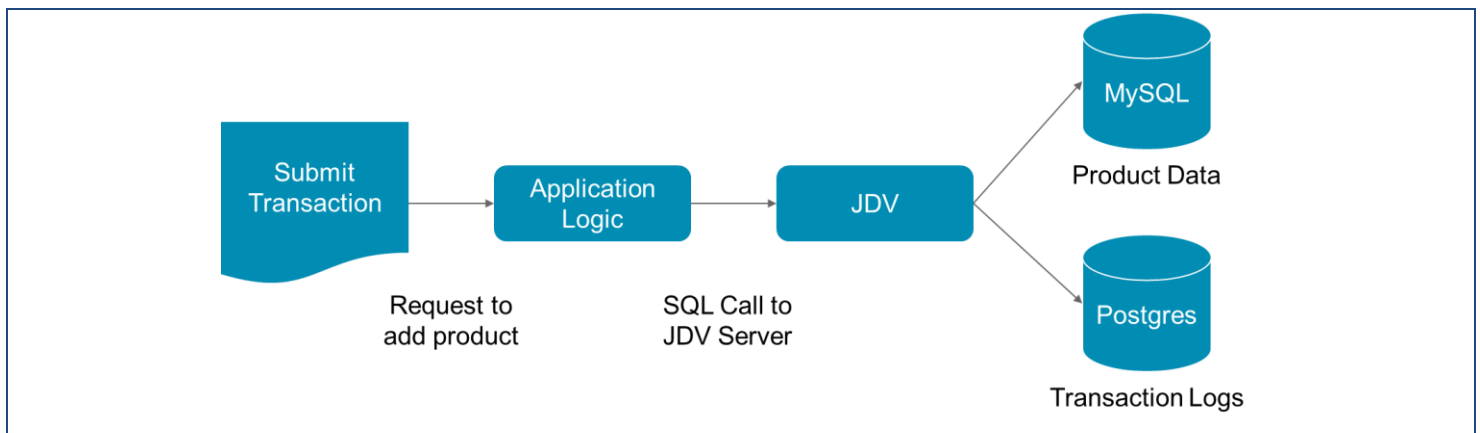 Submit
Transaction
Request to
add product
Application
Logic
SQL Call to
JDV Server
JDV
MySQL
Product Data
Postgres
Transaction Logs